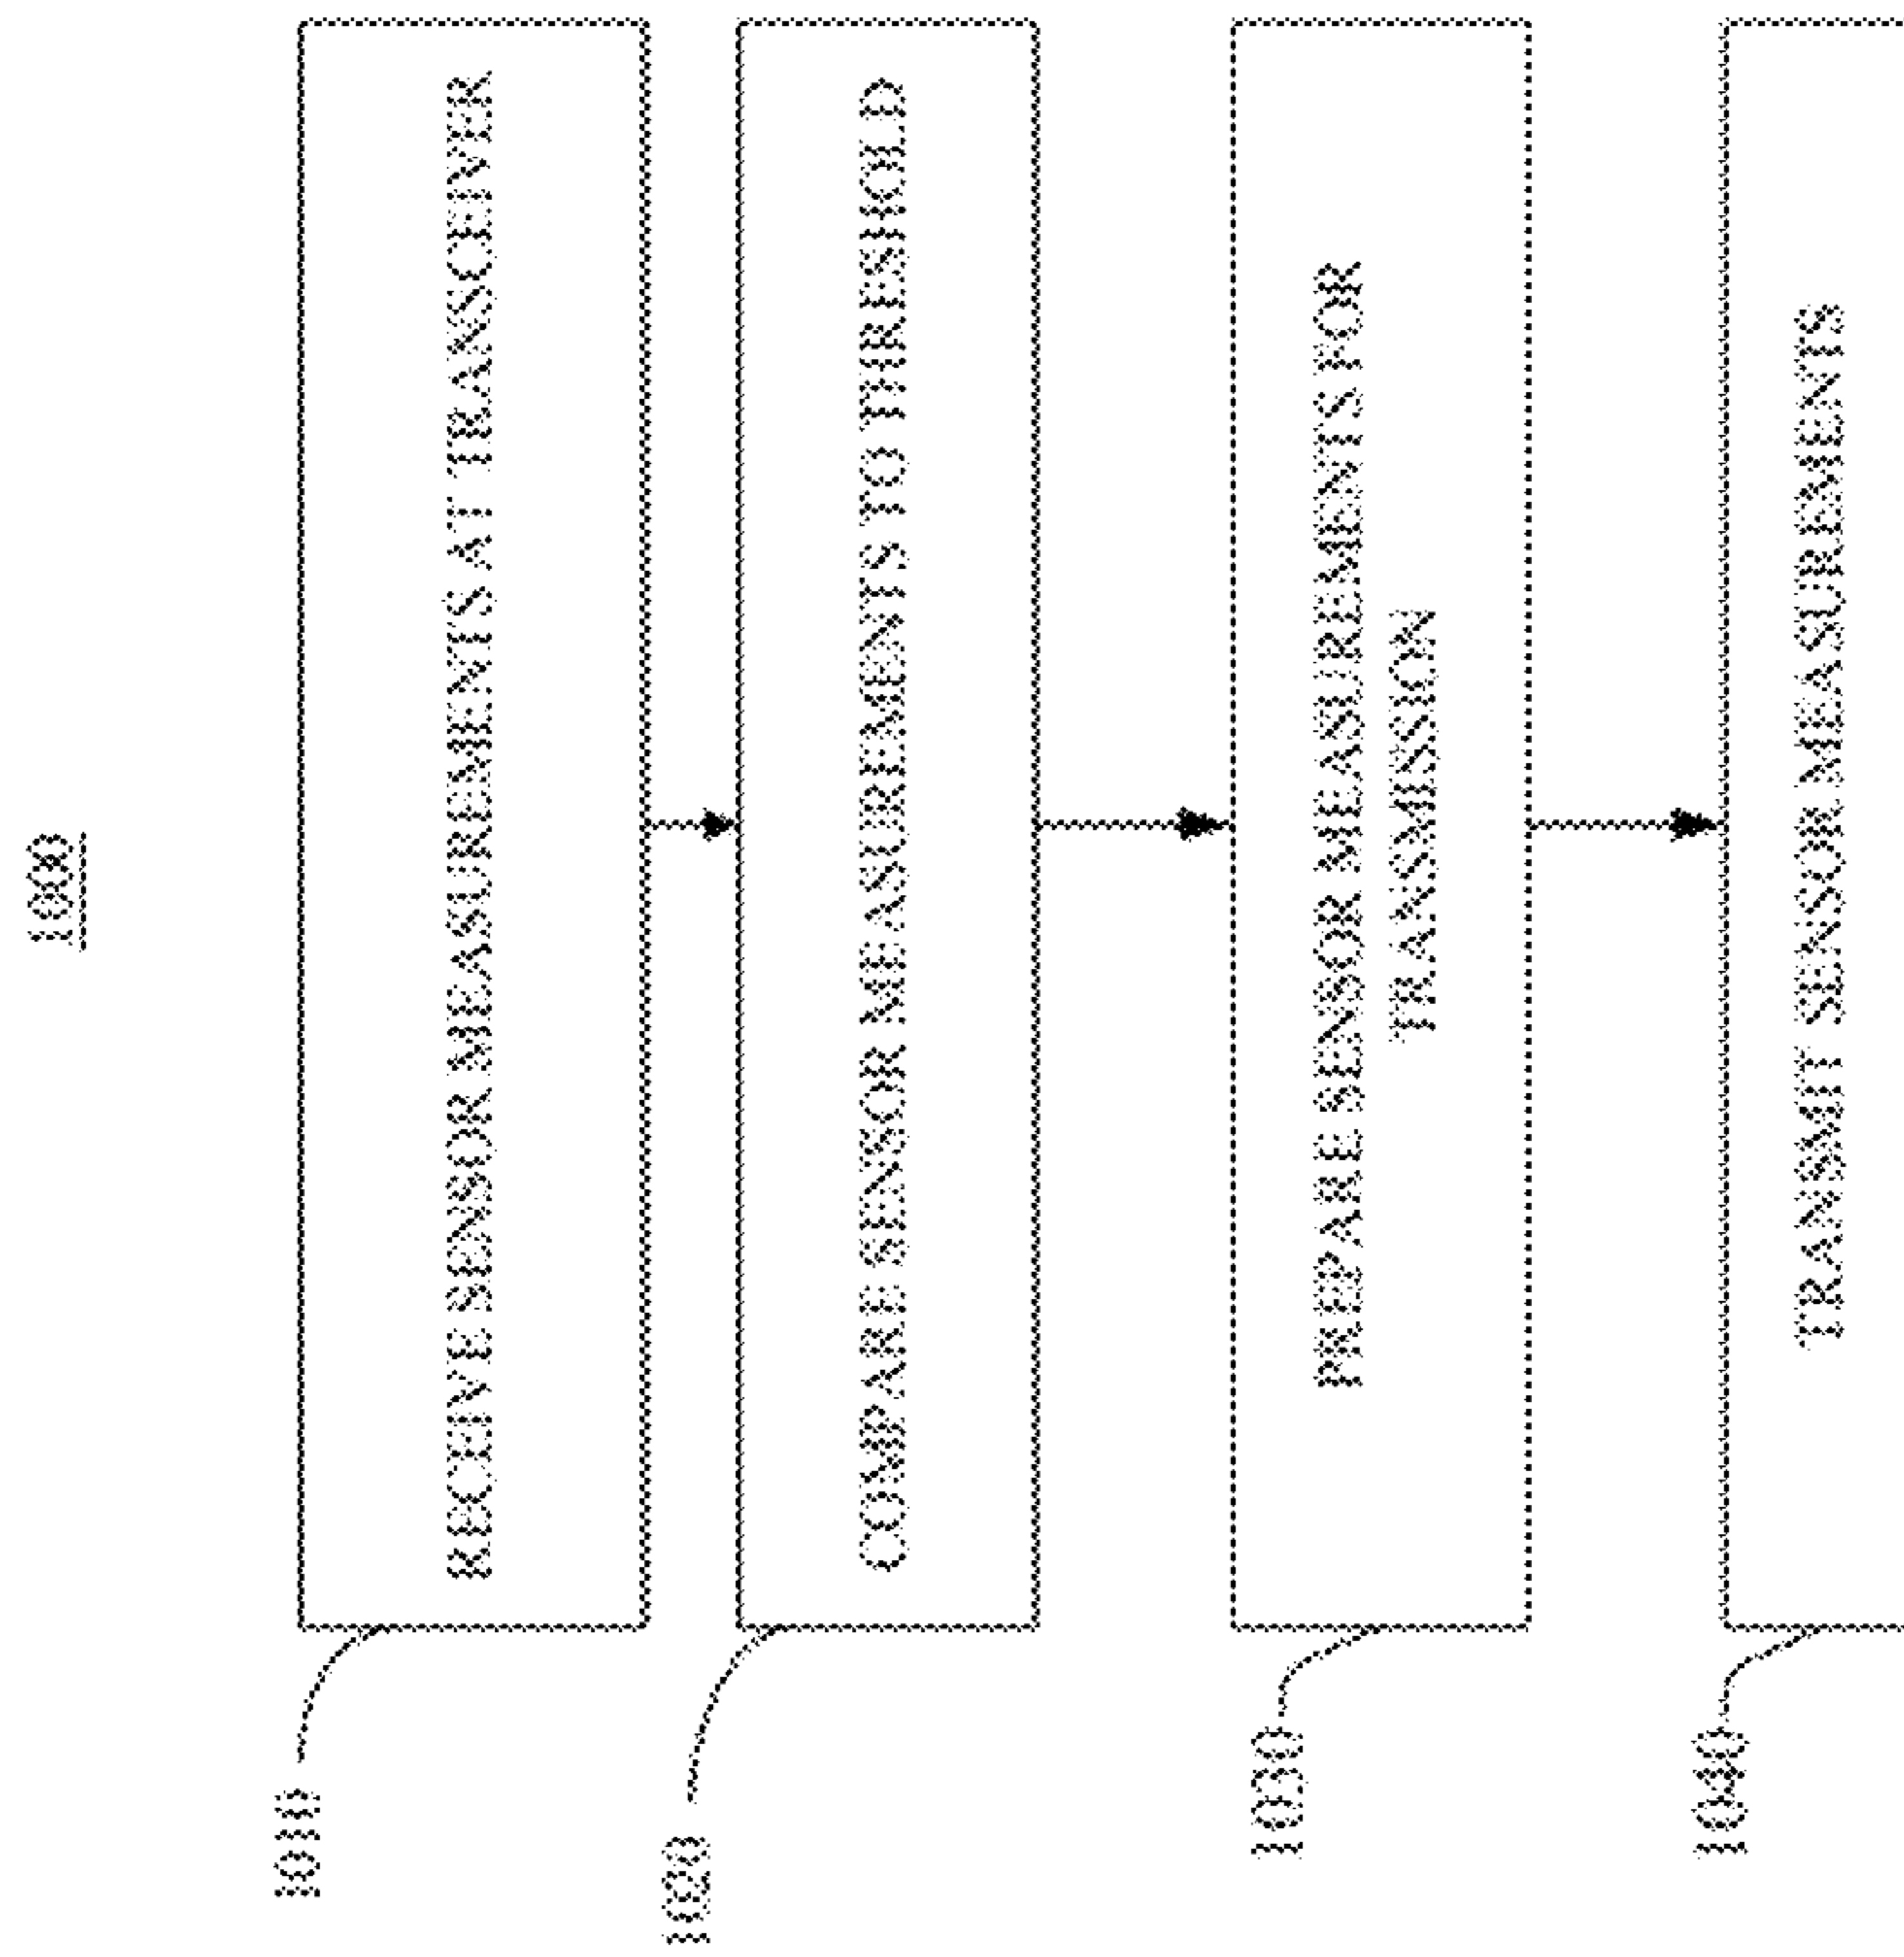 1000
1010
RECEIVE SENSOR MEASUREMENTS AT TRANSCEIVER
1020
COMPARE SENSOR MEASUREMENTS TO THRESHOLD
1030
PREPARE SENSOR MEASUREMENTS FOR
TRANSMISSION
1040
TRANSMIT SENSOR MEASUREMENTS